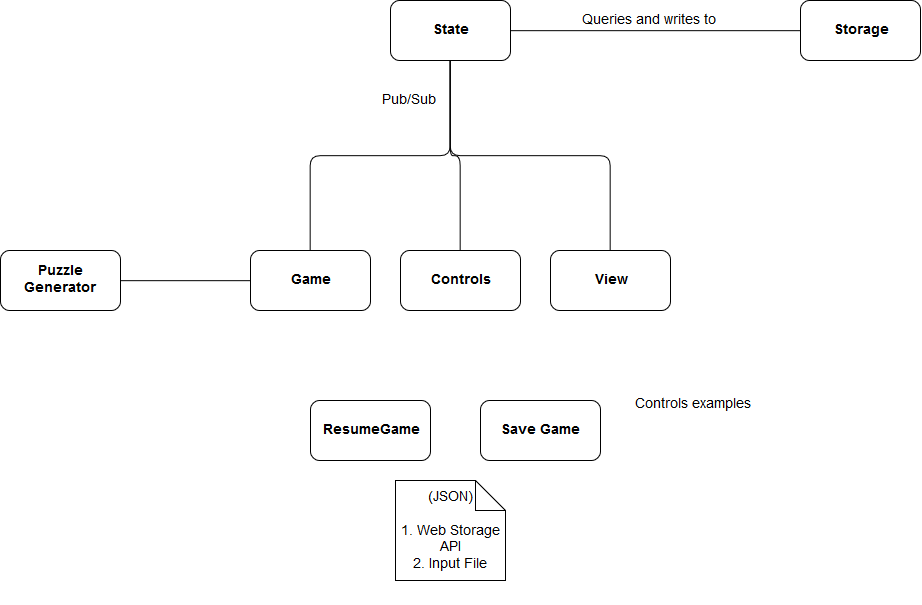 State
Queries and writes to
Storage
Pub/Sub
Puzzle
Generator
Game
Controls
View
ResumeGame
Save Game
Controls examples
(JSON)
1. Web Storage
API
2. Input File